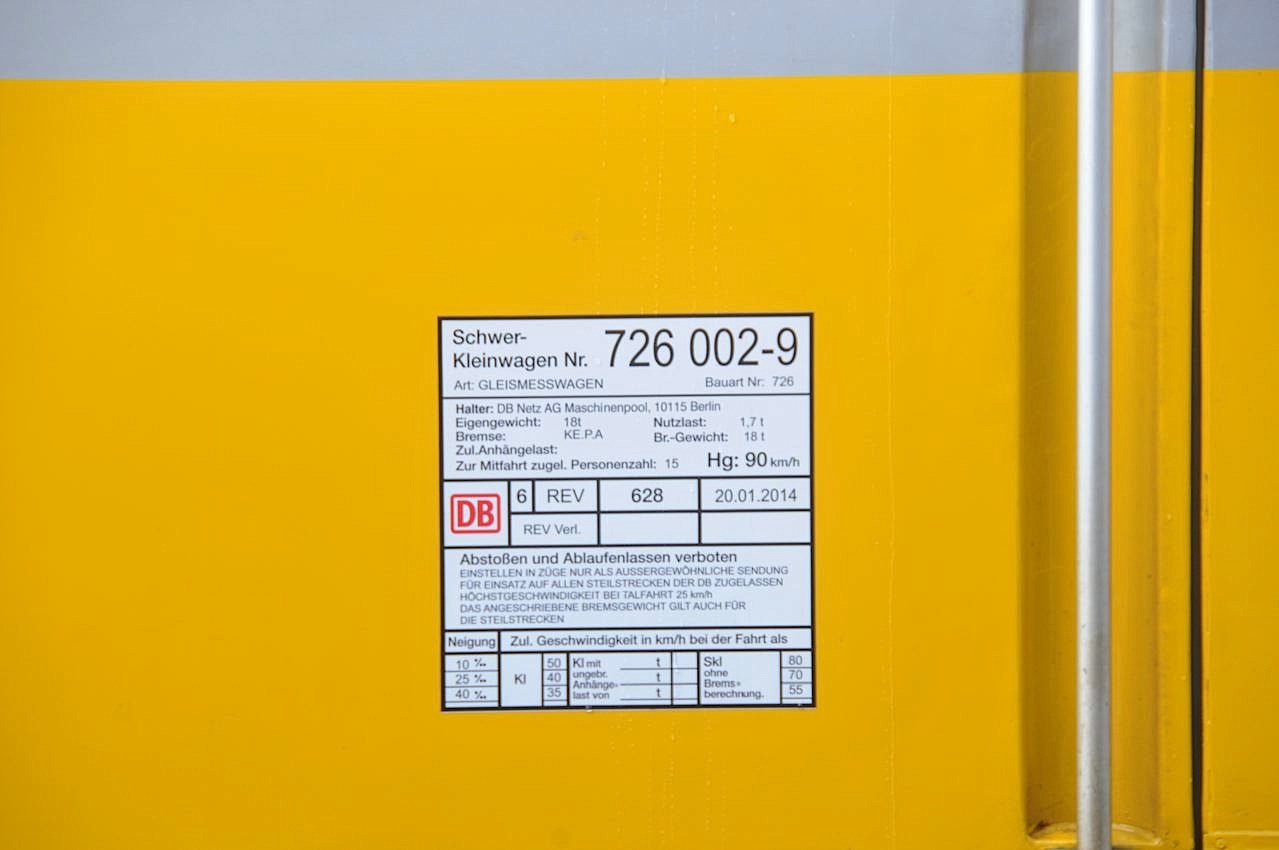 Schwer-
Kleinwagen Nr. 726 002-9
Art: GLEISMESSWAGEN Bauart Nr: 726
Halter: DB Netz AG Maschinenpool, 10115 Berlin
Eigengewicht: 18t Nutzlast: 1,7 t
Bremse: KE.P.A Br.-Gewicht: 18 t
Zul.Anhängelast:
Zur Mitfahrt zugel. Personenzahl: 15 Hg: 90 km/h
DB 6 REV 628 20.01.2014
REV Verl.
Abstoßen und Ablaufenlassen verboten
EINSTELLEN IN ZÜGE NUR ALS AUSSERGEWÖHNLICHE SENDUNG
FÜR EINSATZ AUF ALLEN STEILSTRECKEN DER DB ZUGELASSEN
HÖCHSTGESCHWINDIGKEIT BEI TALFAHRT 25 km/h
DAS ANGESCHRIEBENE BREMSGEWICHT GILT AUCH FÜR
DIE STEILSTRECKEN
Neigung Zul. Geschwindigkeit in km/h bei der Fahrt als
10 ‰
25 ‰
40 ‰
Kl
50
40
35
Kl mit
ungebr.
Anhänge-
last von
t
t
t
Skl
ohne
Brems-
berechnung.
80
70
55